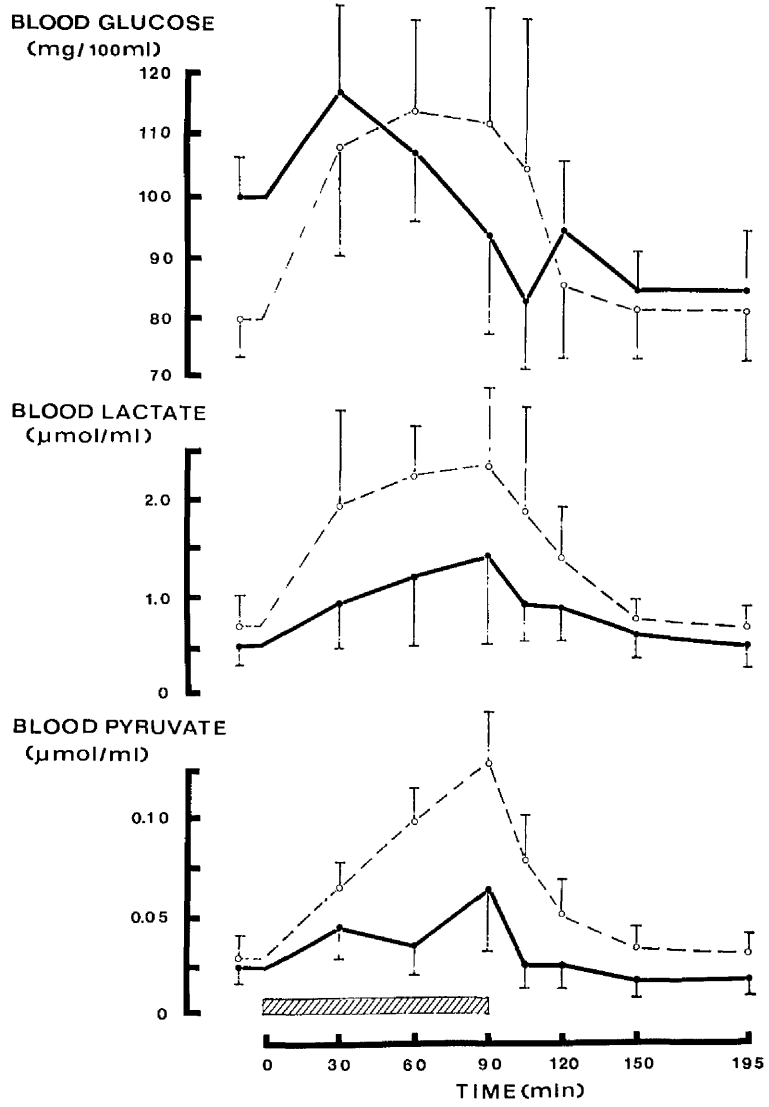 BLOOD GLUCOSE
(mg/100ml)
120
110
100
90
80
70
BLOOD LACTATE
(µmol/ml)
2.0
1.0
0
BLOOD PYRUVATE
(µmol/ml)
0.10
0.05
0
0 30 60 90 120 150 195
TIME(min)